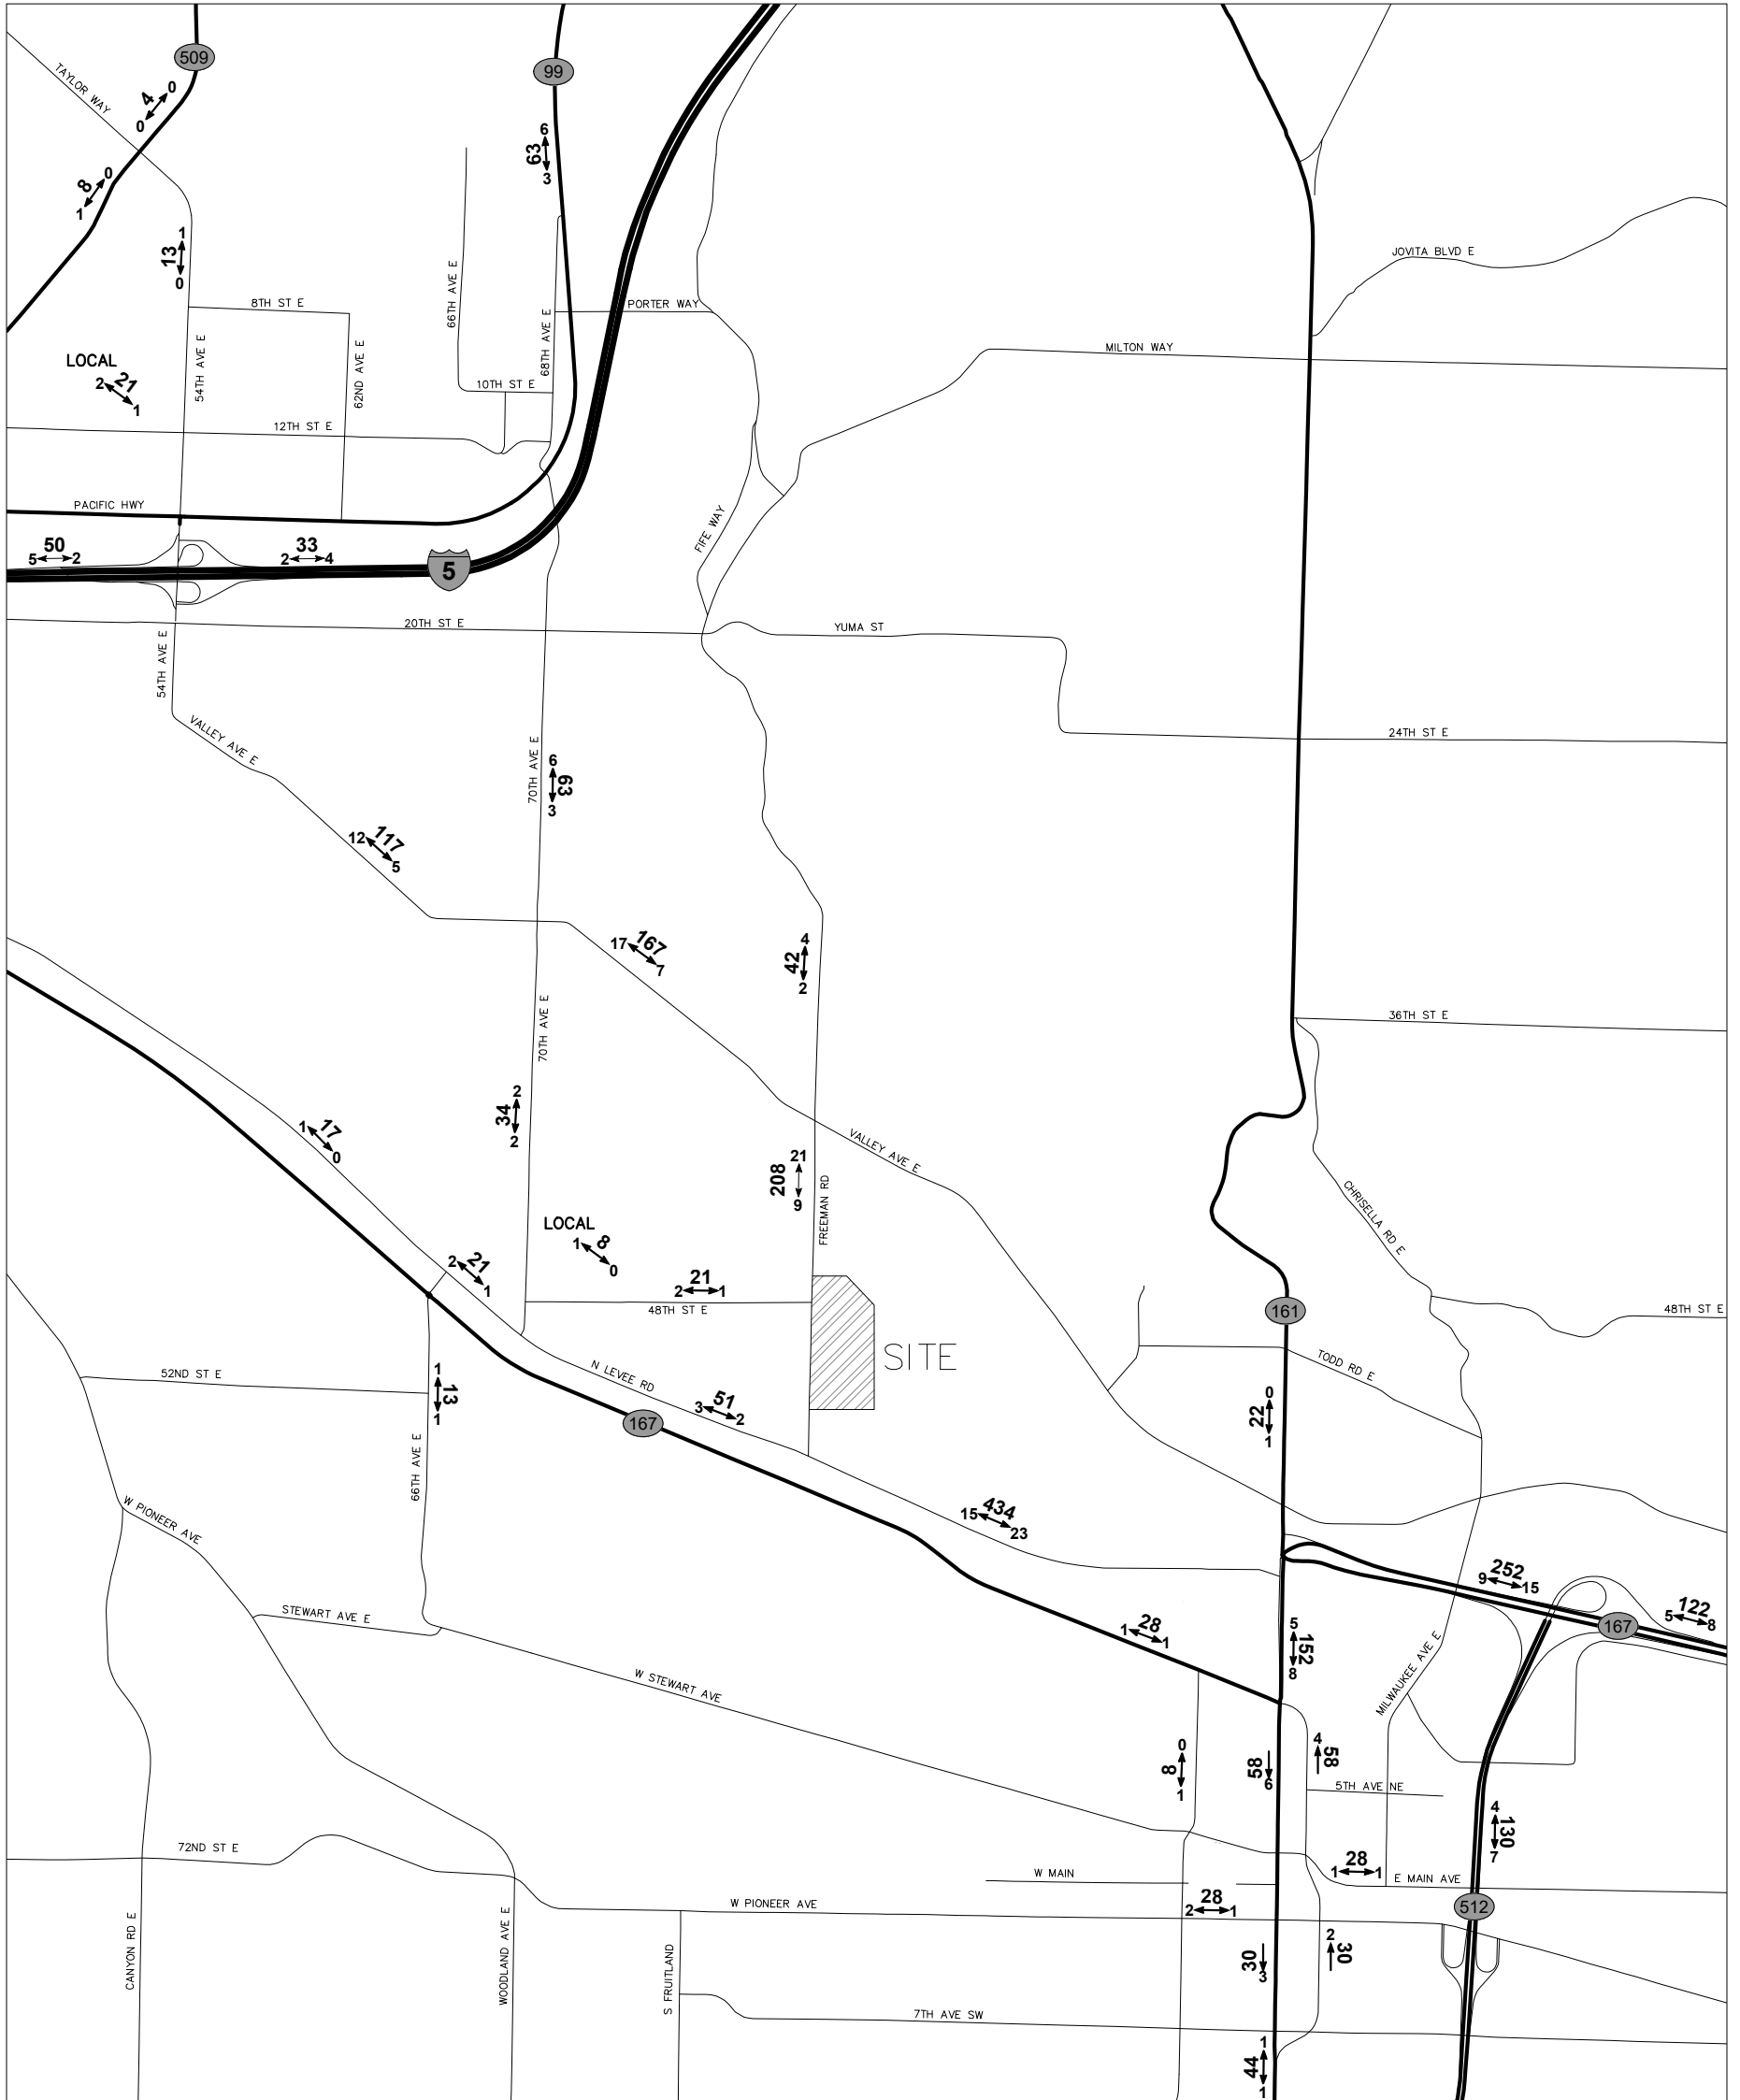 509
99
TAYLOR WAY
4
0
0
6
63
3
8
0
1
1
13
0
JOVITA BLVD E
8TH ST E
66TH AVE E
68TH AVE E
PORTER WAY
54TH AVE E
62ND AVE E
MILTON WAY
LOCAL
2
21
1
10TH ST E
12TH ST E
PACIFIC HWY
50
5
2
33
2
4
5
FIFE WAY
20TH ST E
YUMA ST
54TH AVE E
VALLEY AVE E
24TH ST E
70TH AVE E
6
63
3
12
117
5
17
167
7
4
42
2
70TH AVE E
36TH ST E
2
34
2
1
17
0
VALLEY AVE E
21
208
9
FREEMAN RD
CHRISELLA RD E
LOCAL
1
8
0
2
21
1
21
2
1
48TH ST E
161
48TH ST E
SITE
52ND ST E
1
13
1
N LEVEE RD
TODD RD E
3
51
2
0
22
1
167
66TH AVE E
W PIONEER AVE
15
434
23
252
9
15
STEWART AVE E
122
5
8
167
1
28
1
5
152
8
MILWAUKEE AVE E
W STEWART AVE
0
8
1
58
6
4
58
5TH AVE NE
4
130
7
72ND ST E
W MAIN
28
1
1
E MAIN AVE
W PIONEER AVE
28
2
1
512
CANYON RD E
WOODLAND AVE E
S FRUITLAND
30
3
2
30
7TH AVE SW
1
44
1